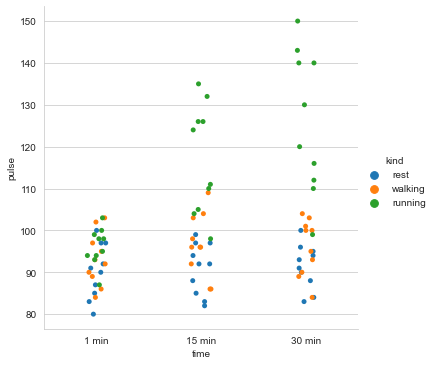 150
140
130
120
110
100
90
80
pulse
1 min
15 min
30 min
time
kind
rest
walking
running